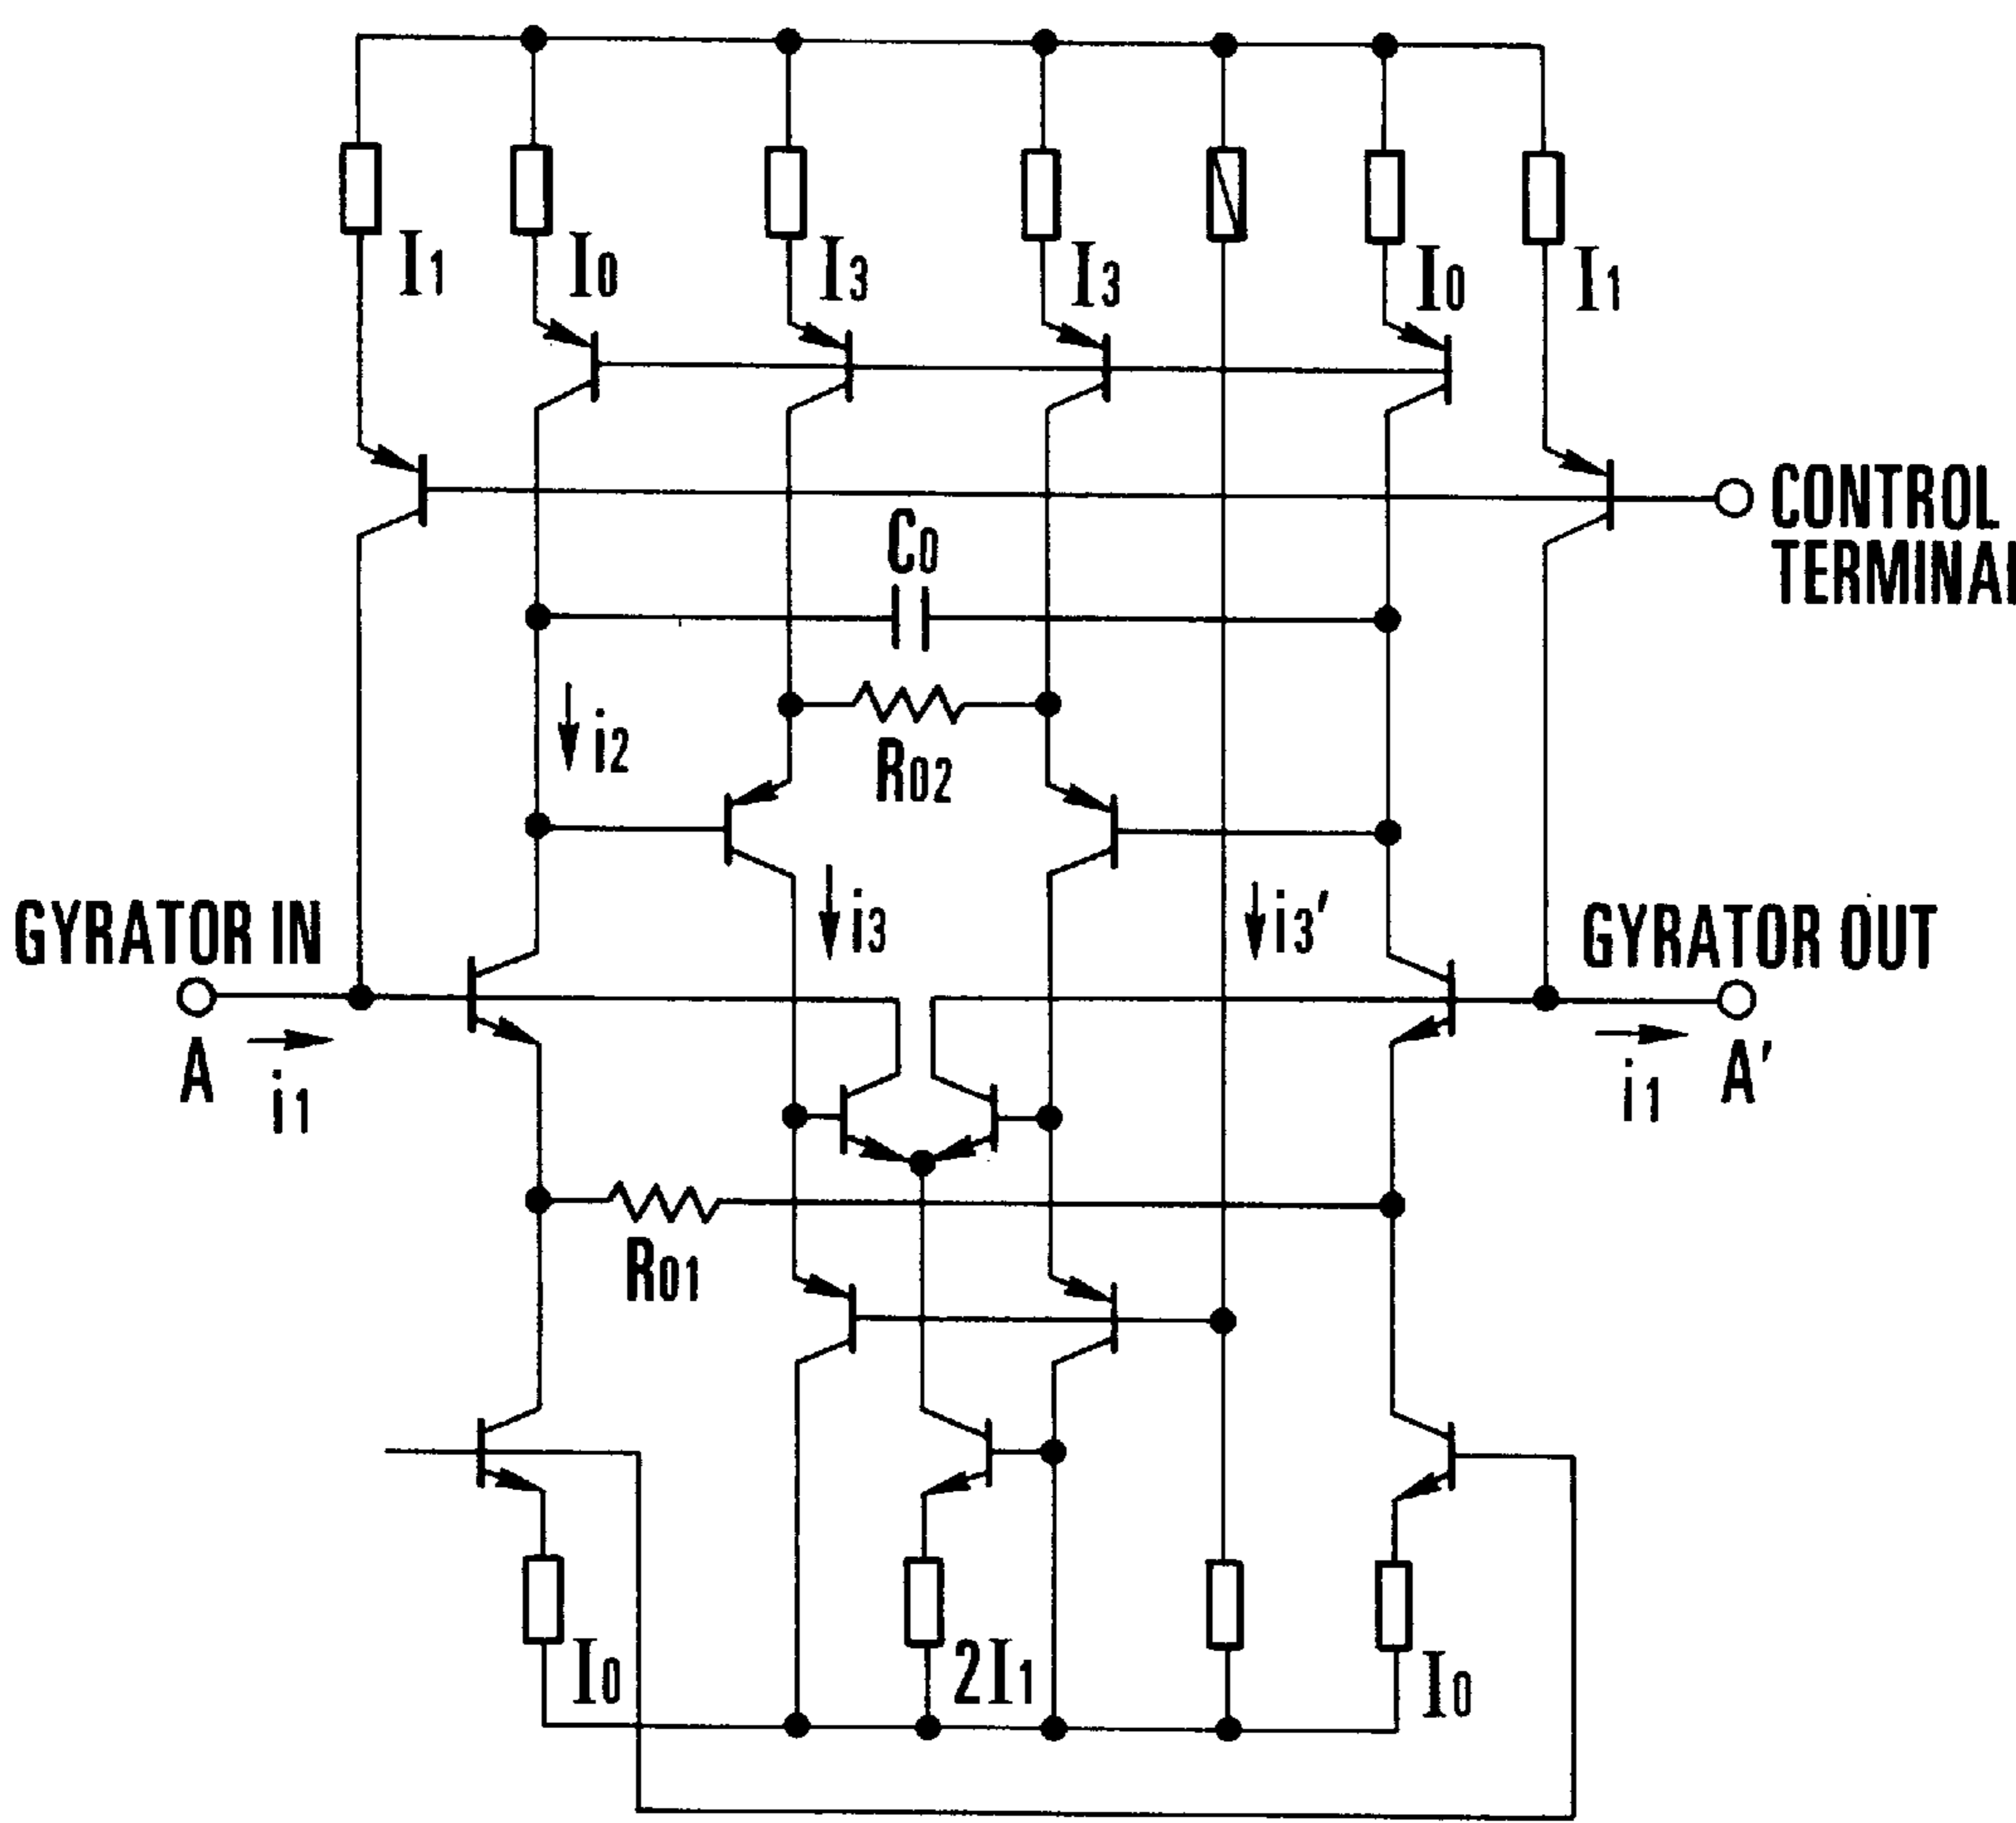 I1
I0
I3
I3
I0
I1
C0
CONTROL
TERMINAL
i2
R02
GYRATOR IN
i3
i3'
GYRATOR OUT
A
i1
i1
A'
R01
I0
2I1
I0